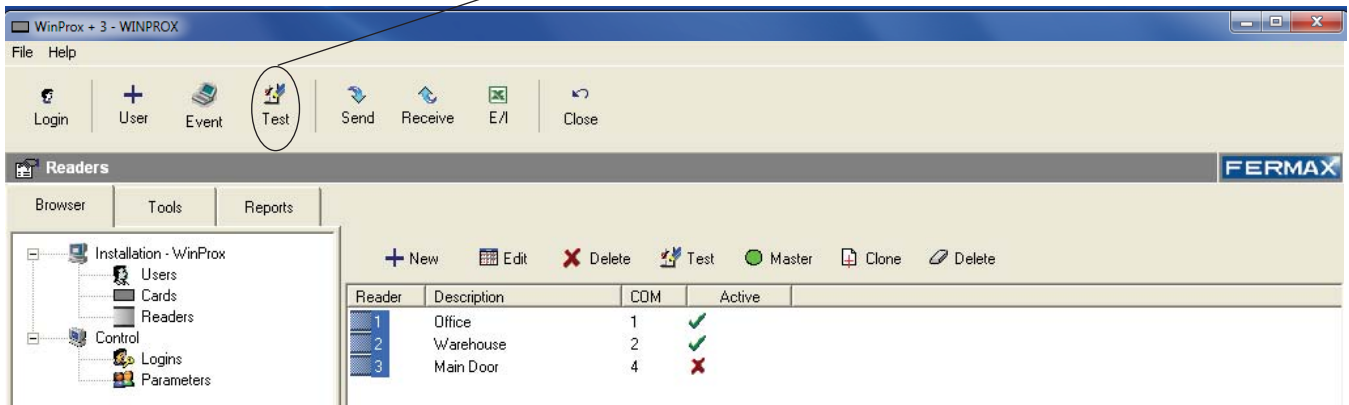 WinProx + 3 - WINPROX
File Help
Login User Event Test Send Receive E/I Close
Readers FERMAX
Browser Tools Reports
Installation - WinProx
Users
Cards
Readers
Control
Logins
Parameters
New Edit Delete Test Master Clone Delete
Reader Description COM Active
1 Office 1
2 Warehouse 2
3 Main Door 4